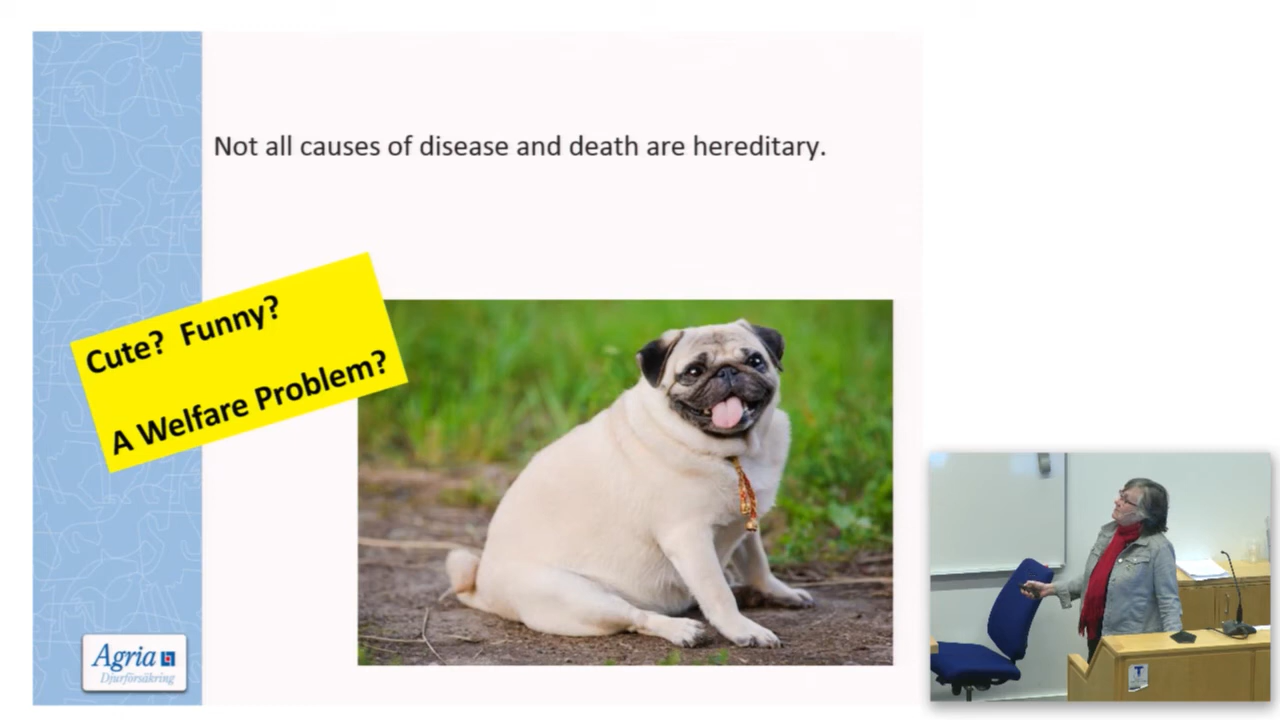 Not all causes of disease and death are hereditary.
Cute? Funny?
A Welfare Problem?
Agria
Djurförsäkring
T